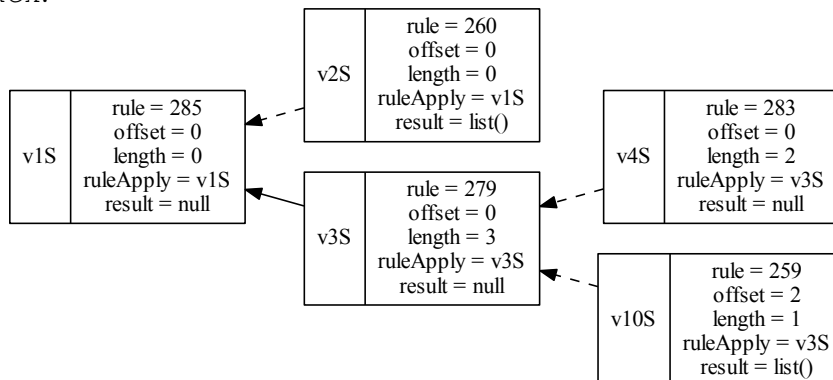 v2S
rule = 260
offset = 0
length = 0
ruleApply = v1S
result = list()
v1S
rule = 285
offset = 0
length = 0
ruleApply = v1S
result = null
v4S
rule = 283
offset = 0
length = 2
ruleApply = v3S
result = null
v3S
rule = 279
offset = 0
length = 3
ruleApply = v3S
result = null
v10S
rule = 259
offset = 2
length = 1
ruleApply = v3S
result = list()